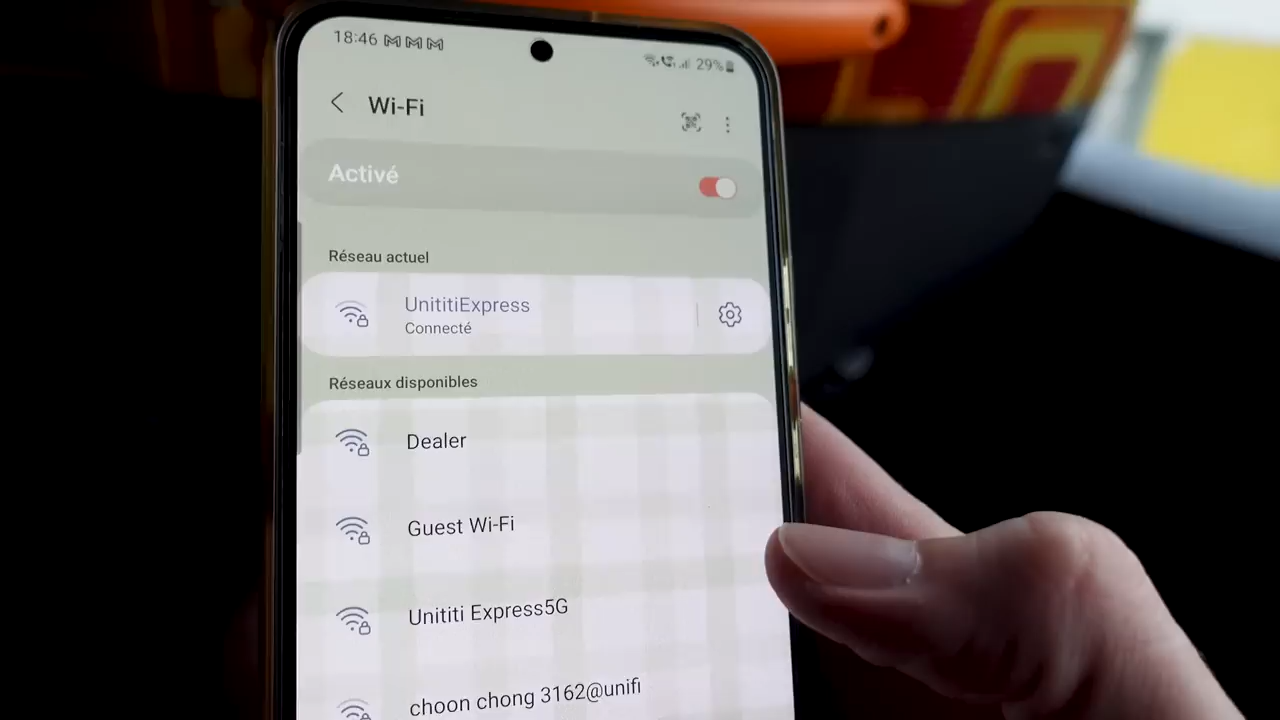 18:46
29%
Wi-Fi
Activé
Réseau actuel
UnititiExpress
Connecté
Réseaux disponibles
Dealer
Guest Wi-Fi
Unititi Express5G
choon chong 3162@unifi